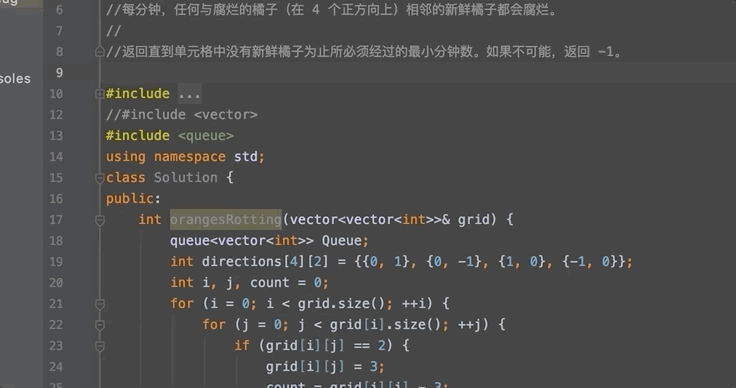 6 //每分钟，任何与腐烂的橘子（在 4 个正方向上）相邻的新鲜橘子都会腐烂。
7 //
8 //返回直到单元格中没有新鲜橘子为止所必须经过的最小分钟数。如果不可能，返回 -1。
9
soles
10 #include ...
12 //#include <vector>
13 #include <queue>
14 using namespace std;
15 class Solution {
16 public:
17 int orangesRotting(vector<vector<int>>& grid) {
18 queue<vector<int>> Queue;
19 int directions[4][2] = {{0, 1}, {0, -1}, {1, 0}, {-1, 0}};
20 int i, j, count = 0;
21 for (i = 0; i < grid.size(); ++i) {
22 for (j = 0; j < grid[i].size(); ++j) {
23 if (grid[i][j] == 2) {
24 grid[i][j] = 3;